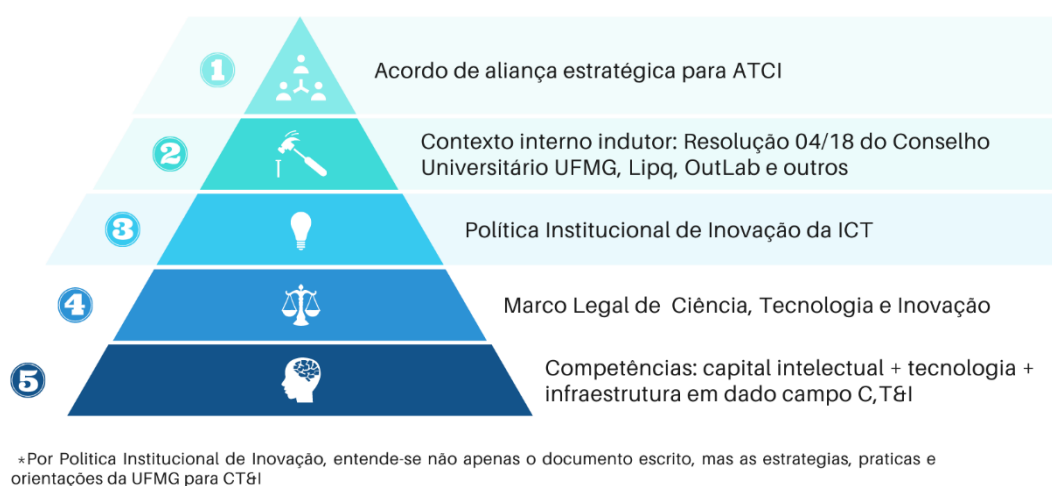 1
Acordo de aliança estratégica para ATCI
2
Contexto interno indutor: Resolução 04/18 do Conselho
Universitário UFMG, Lipq, OutLab e outros
3
Política Institucional de Inovação da ICT
4
Marco Legal de Ciência, Tecnologia e Inovação
5
Competências: capital intelectual + tecnologia +
infraestrutura em dado campo C,T&I
*Por Politica Institucional de Inovação, entende-se não apenas o documento escrito, mas as estrategias, praticas e
orientações da UFMG para CT&I